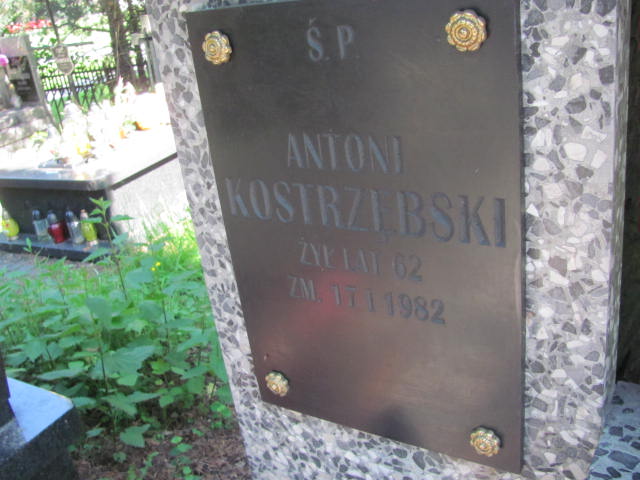 Ś.P.
ANTONI
KOSTRZĘBSKI
ŻYŁ LAT 62
ZM. 17 I 1982